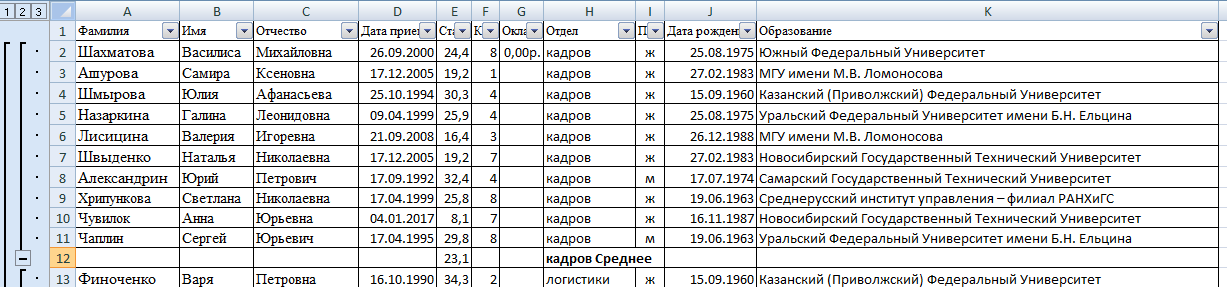 1 2 3 A B C D E F G H I J K
1 Фамилия Имя Отчество Дата прием Ста К Окла Отдел П Дата рожден Образование
2 Шахматова Василиса Михайловна 26.09.2000 24,4 8 0,00р. кадров ж 25.08.1975 Южный Федеральный Университет
3 Ашурова Самира Ксеновна 17.12.2005 19,2 1 кадров ж 27.02.1983 МГУ имени М.В. Ломоносова
4 Шмырова Юлия Афанасьева 25.10.1994 30,3 4 кадров ж 15.09.1960 Казанский (Приволжский) Федеральный Университет
5 Назаркина Галина Леонидовна 09.04.1999 25,9 4 кадров ж 25.08.1975 Уральский Федеральный Университет имени Б.Н. Ельцина
6 Лисицина Валерия Игоревна 21.09.2008 16,4 3 кадров ж 26.12.1988 МГУ имени М.В. Ломоносова
7 Швыденко Наталья Николаевна 17.12.2005 19,2 7 кадров ж 27.02.1983 Новосибирский Государственный Технический Университет
8 Александрин Юрий Петрович 17.09.1992 32,4 4 кадров м 17.07.1974 Самарский Государственный Технический Университет
9 Хрипункова Светлана Николаевна 17.04.1999 25,8 8 кадров ж 19.06.1963 Среднерусский институт управления – филиал РАНХиГС
10 Чувилок Анна Юрьевна 04.01.2017 8,1 7 кадров ж 16.11.1987 Новосибирский Государственный Технический Университет
11 Чаплин Сергей Юрьевич 17.04.1995 29,8 8 кадров м 19.06.1963 Уральский Федеральный Университет имени Б.Н. Ельцина
12 23,1 кадров Среднее
13 Финоченко Варя Петровна 16.10.1990 34,3 2 логистики ж 15.09.1960 Казанский (Приволжский) Федеральный Университет